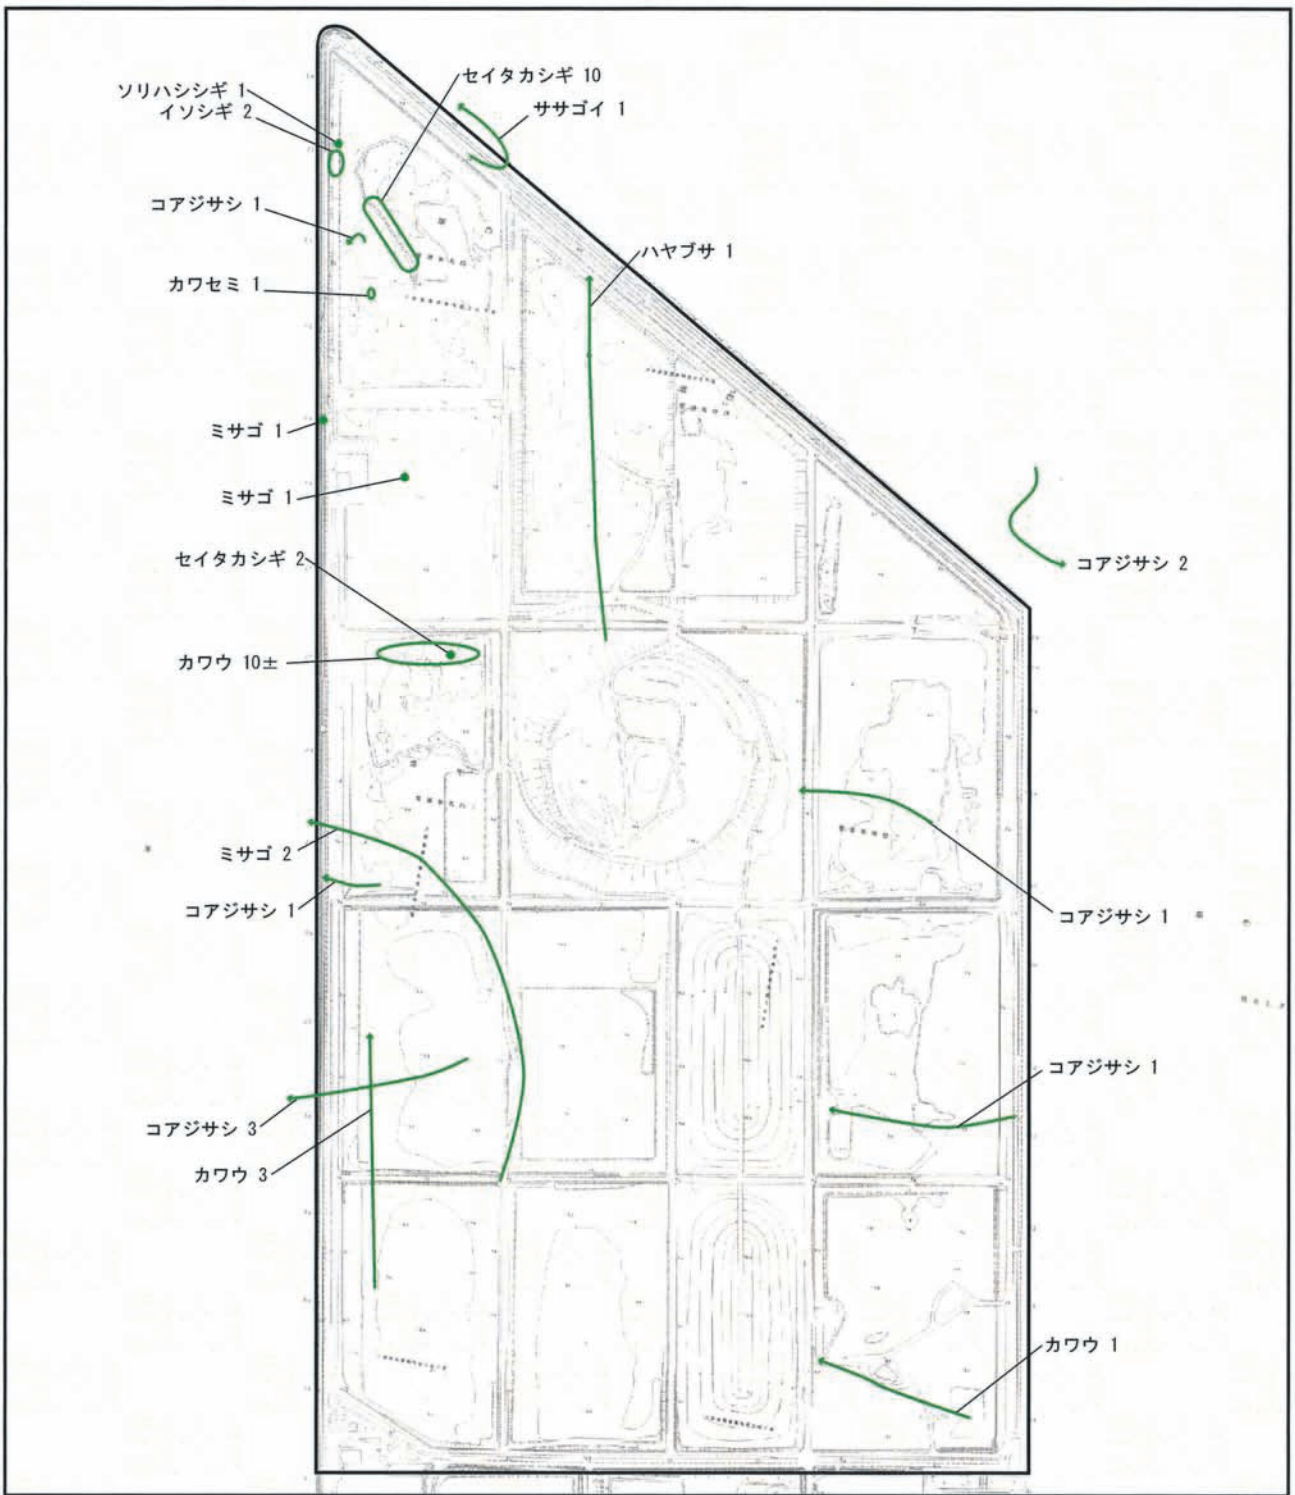 セイタカシギ 10
ソリハシシギ 1
ササゴイ 1
イソシギ 2
コアジサシ 1
ハヤブサ 1
カワセミ 1
ミサゴ 1
ミサゴ 1
セイタカシギ 2
コアジサシ 2
カワウ 10±
ミサゴ 2
コアジサシ 1
コアジサシ 1
コアジサシ 1
コアジサシ 3
カワウ 3
カワウ 1